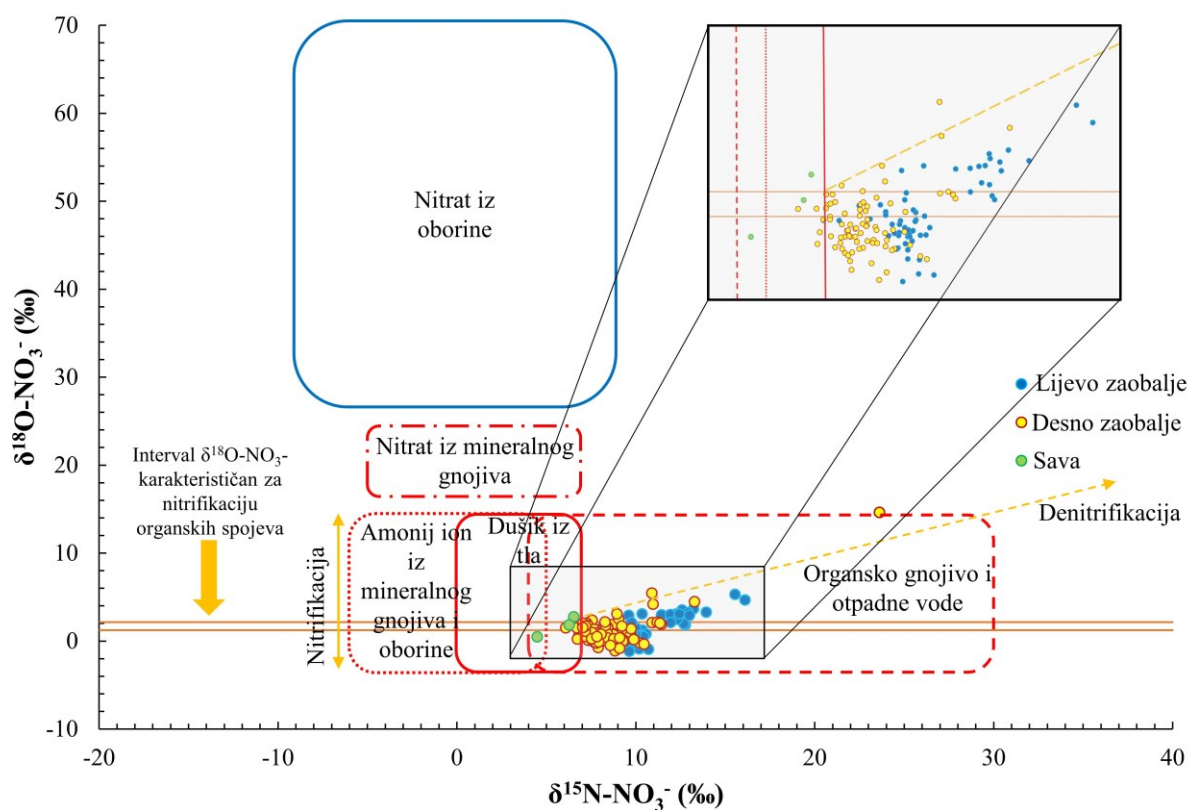 70
60
50
40
30
20
10
0
-10
δ¹⁸O-NO₃⁻ (‰)
Nitrat iz
oborine
Lijevo zaobalje
Desno zaobalje
Sava
Interval δ¹⁸O-NO₃-
karakterističan za
nitrifikaciju
organskih spojeva
Nitrat iz mineralnog
gnojiva
Nitrifikacija
Amonij ion
iz
mineralnog
gnojiva i
oborine
Dušik iz
tla
Denitrifikacija
Organsko gnojivo i
otpadne vode
-20
-10
0
10
20
30
40
δ¹⁵N-NO₃⁻ (‰)